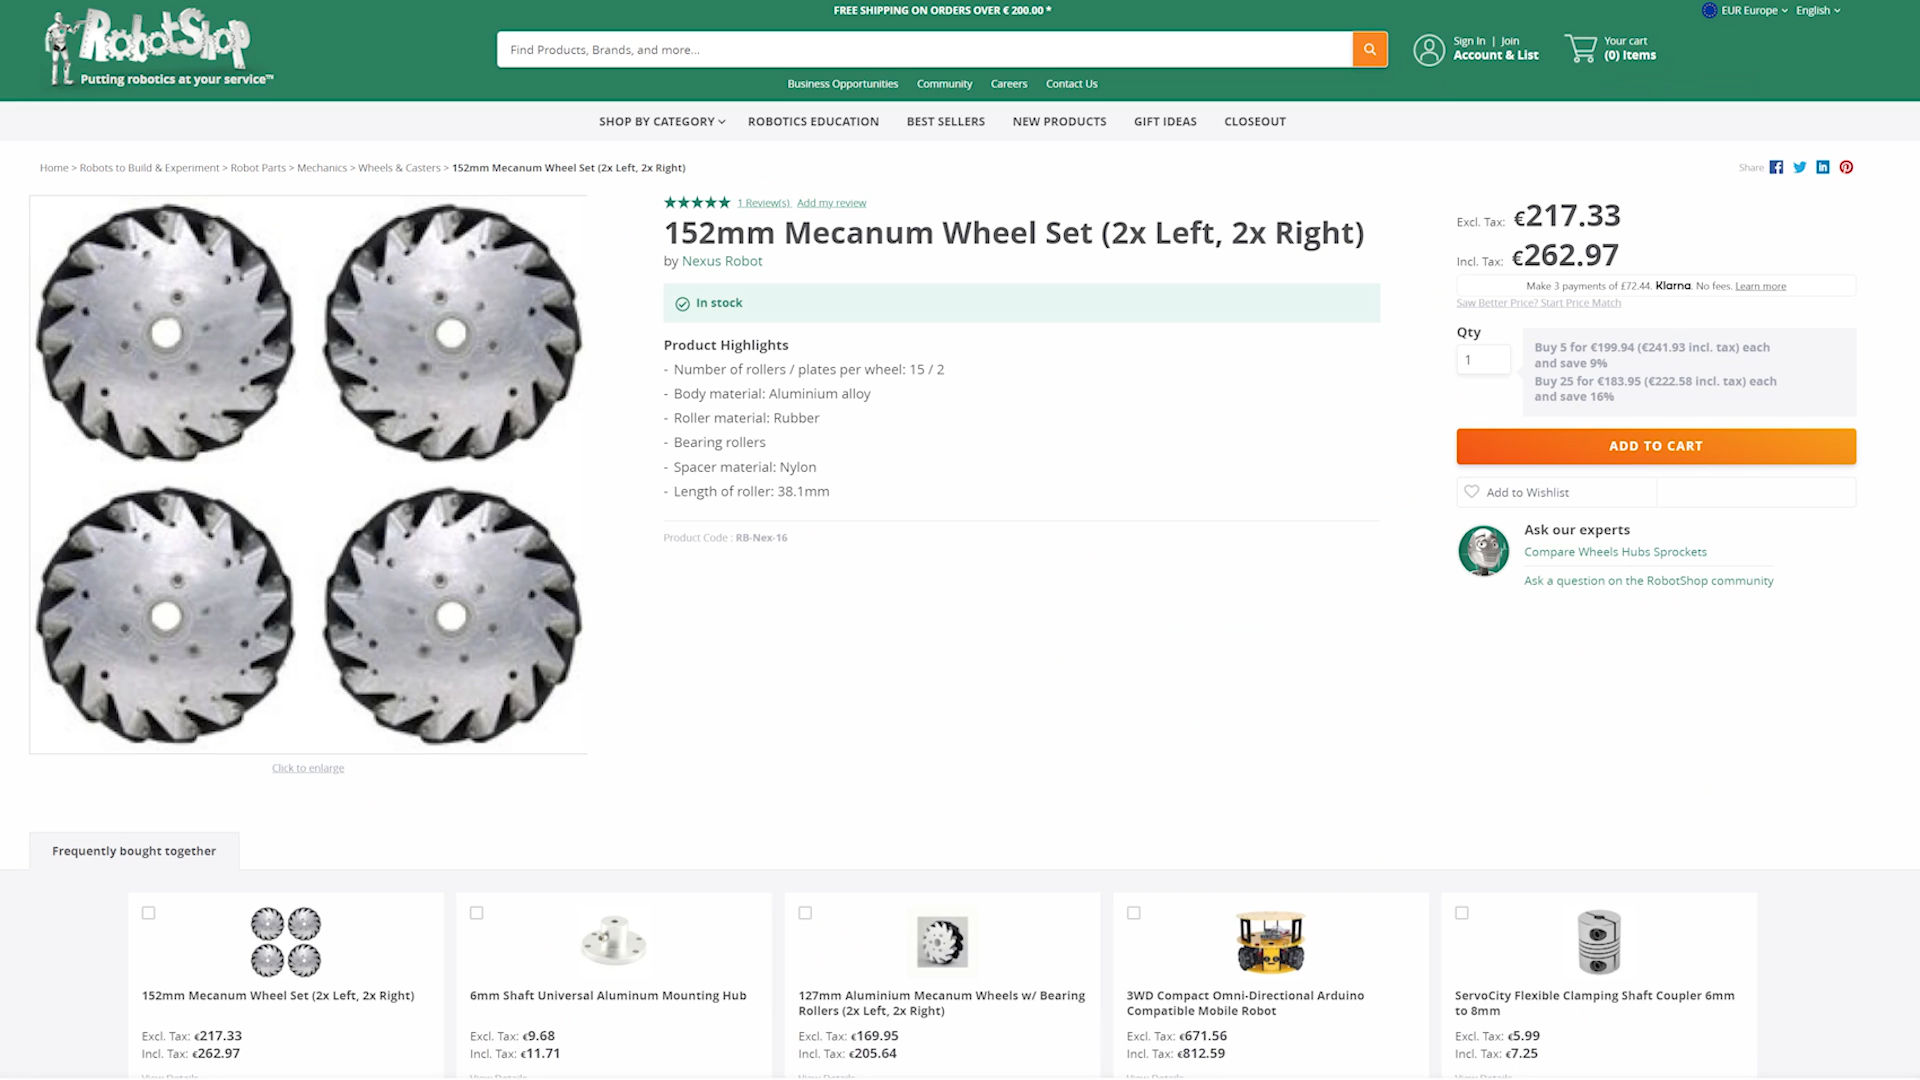 FREE SHIPPING ON ORDERS OVER € 200.00 *
EUR Europe
English
RobotShop
Putting robotics at your service™
Find Products, Brands, and more...
Sign In | Join
Account & List
Your cart
(0) Items
Business Opportunities
Community
Careers
Contact Us
SHOP BY CATEGORY
ROBOTICS EDUCATION
BEST SELLERS
NEW PRODUCTS
GIFT IDEAS
CLOSEOUT
Home > Robots to Build & Experiment > Robot Parts > Mechanics > Wheels & Casters > 152mm Mecanum Wheel Set (2x Left, 2x Right)
Share
Click to enlarge
1 Review(s)
Add my review
152mm Mecanum Wheel Set (2x Left, 2x Right)
by Nexus Robot
In stock
Product Highlights
- Number of rollers / plates per wheel: 15 / 2
- Body material: Aluminium alloy
- Roller material: Rubber
- Bearing rollers
- Spacer material: Nylon
- Length of roller: 38.1mm
Product Code : RB-Nex-16
Excl. Tax: €217.33
Incl. Tax: €262.97
Make 3 payments of £72.44. Klarna. No fees. Learn more
Saw Better Price? Start Price Match
Qty
1
Buy 5 for €199.94 (€241.93 incl. tax) each
and save 9%
Buy 25 for €183.95 (€222.58 incl. tax) each
and save 16%
ADD TO CART
Add to Wishlist
Ask our experts
Compare Wheels Hubs Sprockets
Ask a question on the RobotShop community
Frequently bought together
152mm Mecanum Wheel Set (2x Left, 2x Right)
Excl. Tax: €217.33
Incl. Tax: €262.97
6mm Shaft Universal Aluminum Mounting Hub
Excl. Tax: €9.68
Incl. Tax: €11.71
127mm Aluminium Mecanum Wheels w/ Bearing
Rollers (2x Left, 2x Right)
Excl. Tax: €169.95
Incl. Tax: €205.64
3WD Compact Omni-Directional Arduino
Compatible Mobile Robot
Excl. Tax: €671.56
Incl. Tax: €812.59
ServoCity Flexible Clamping Shaft Coupler 6mm
to 8mm
Excl. Tax: €5.99
Incl. Tax: €7.25